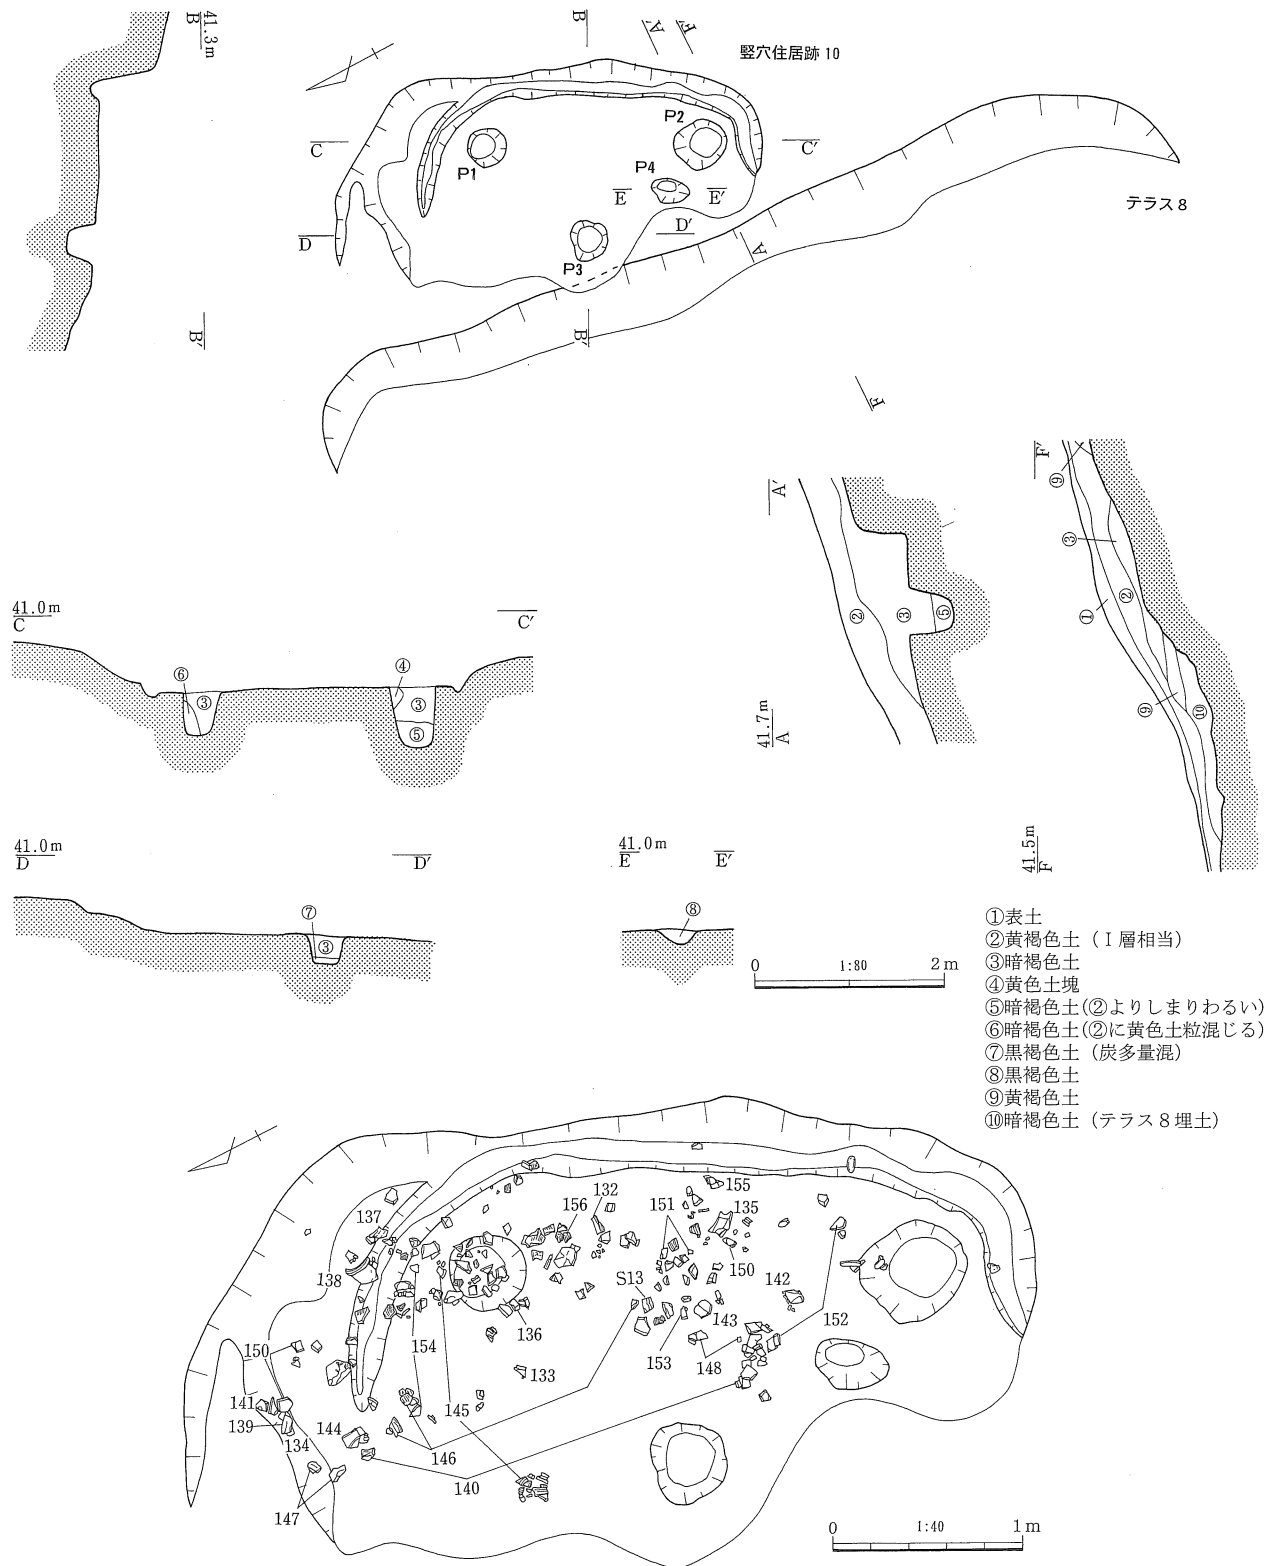 B
41.3m
B′
B
A′
F′
竪穴住居跡 10
C
C′
P1
P2
P4
E
E′
D
D′
P3
A
B′
テラス 8
F
41.0m
C
C′
⑥
③
④
③
⑤
A′
②
③
⑤
41.7m
A
F′
⑨
③
②
①
⑨
⑩
41.5m
F
41.0m
D
D′
⑦
③
41.0m
E
E′
⑧
0 1:80 2m
①表土
②黄褐色土(Ⅰ層相当)
③暗褐色土
④黄色土塊
⑤暗褐色土(②よりしまりわるい)
⑥暗褐色土(②に黄色土粒混じる)
⑦黒褐色土(炭多量混)
⑧黒褐色土
⑨黄褐色土
⑩暗褐色土(テラス8埋土)
137
138
156
132
151
155
135
150
S13
142
143
152
136
154
153
148
133
150
141
139
134
144
145
146
140
147
0 1:40 1m